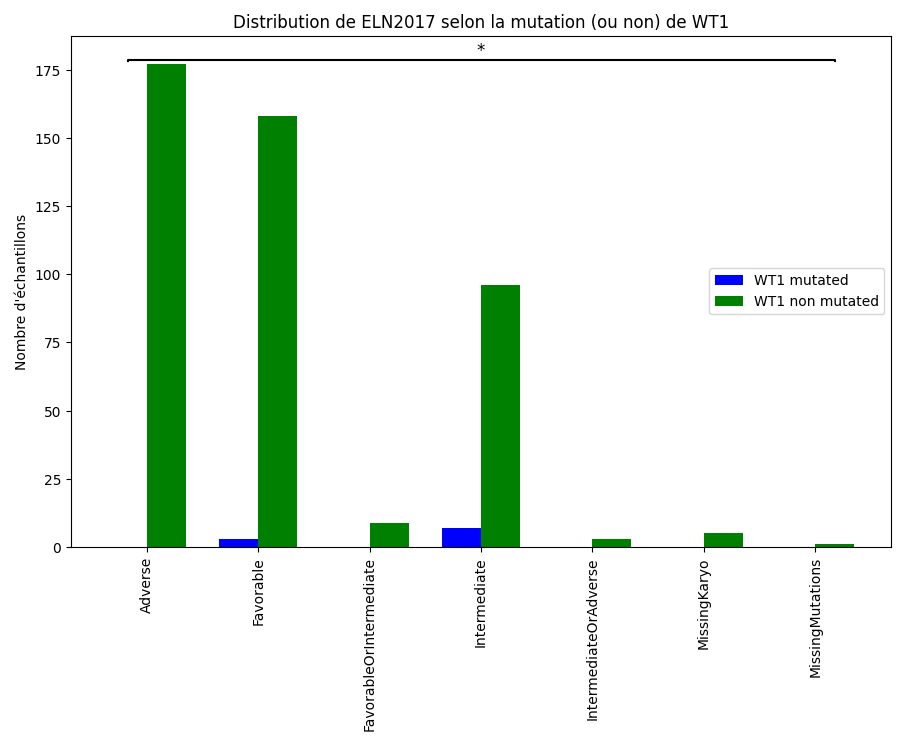 Distribution de ELN2017 selon la mutation (ou non) de WT1
*
175
150
125
100
75
50
25
0
Nombre d'échantillons
WT1 mutated
WT1 non mutated
Adverse
Favorable
FavorableOrIntermediate
Intermediate
IntermediateOrAdverse
MissingKaryo
MissingMutations